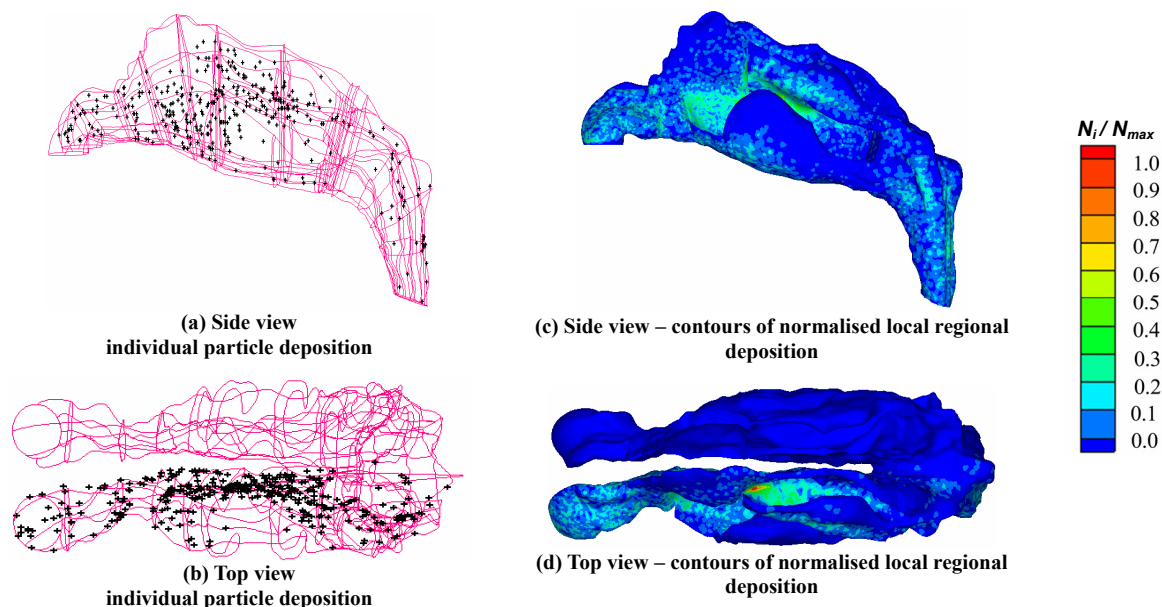 (a) Side view
individual particle deposition
(c) Side view – contours of normalised local regional
deposition
N_i / N_max
1.0
0.9
0.8
0.7
0.6
0.5
0.4
0.3
0.2
0.1
0.0
(b) Top view
individual particle deposition
(d) Top view – contours of normalised local regional
deposition